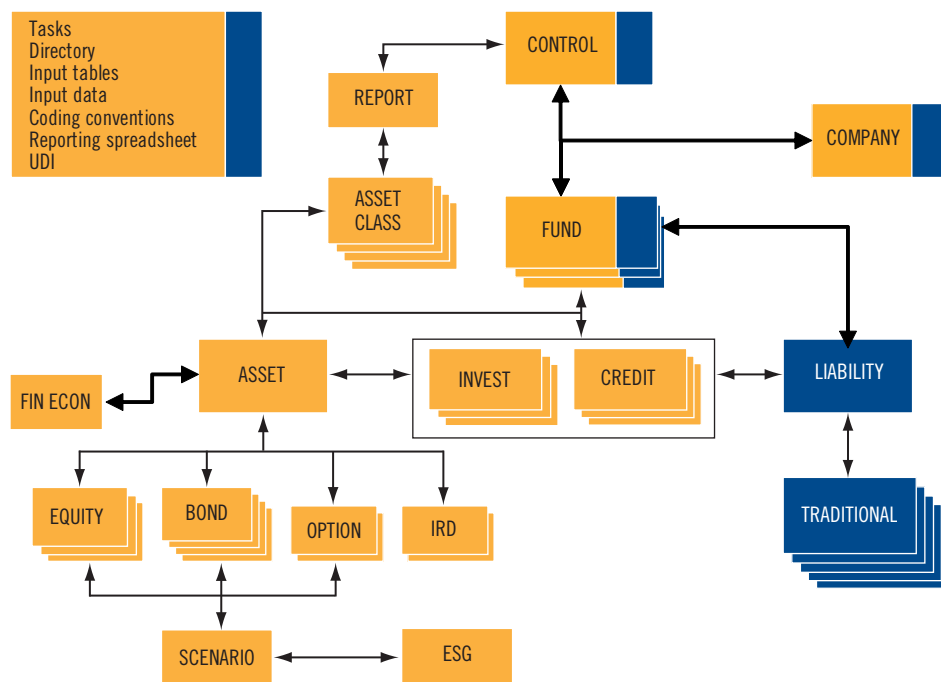 Tasks
Directory
Input tables
Input data
Coding conventions
Reporting spreadsheet
UDI
CONTROL
REPORT
COMPANY
ASSET
CLASS
FUND
ASSET
INVEST
CREDIT
LIABILITY
FIN ECON
EQUITY
BOND
OPTION
IRD
TRADITIONAL
SCENARIO
ESG